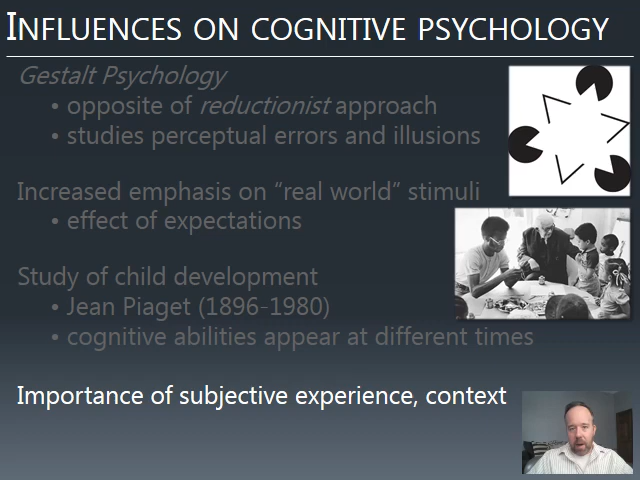 INFLUENCES ON COGNITIVE PSYCHOLOGY
Gestalt Psychology
• opposite of reductionist approach
• studies perceptual errors and illusions
Increased emphasis on “real world” stimuli
• effect of expectations
Study of child development
• Jean Piaget (1896-1980)
• cognitive abilities appear at different times
Importance of subjective experience, context